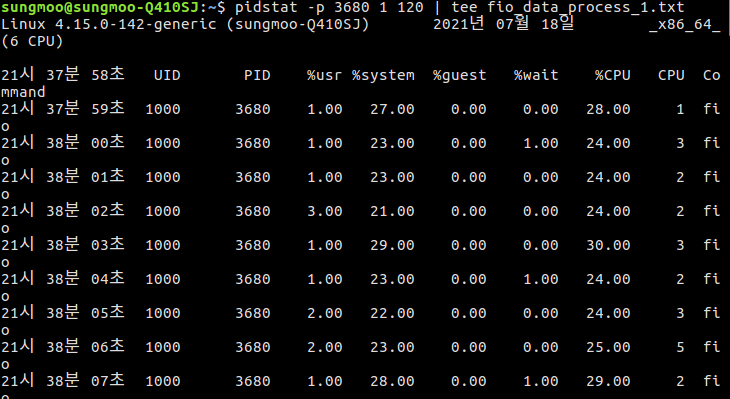 sungmoo@sungmoo-Q410SJ:~$ pidstat -p 3680 1 120 | tee fio_data_process_1.txt
Linux 4.15.0-142-generic (sungmoo-Q410SJ) 2021년 07월 18일 _x86_64_
(6 CPU)
21시 37분 58초 UID PID %usr %system %guest %wait %CPU CPU Co
mmand
21시 37분 59초 1000 3680 1.00 27.00 0.00 0.00 28.00 1 fi
o
21시 38분 00초 1000 3680 1.00 23.00 0.00 1.00 24.00 3 fi
o
21시 38분 01초 1000 3680 1.00 23.00 0.00 0.00 24.00 2 fi
o
21시 38분 02초 1000 3680 3.00 21.00 0.00 0.00 24.00 2 fi
o
21시 38분 03초 1000 3680 1.00 29.00 0.00 0.00 30.00 3 fi
o
21시 38분 04초 1000 3680 1.00 23.00 0.00 1.00 24.00 2 fi
o
21시 38분 05초 1000 3680 2.00 22.00 0.00 0.00 24.00 3 fi
o
21시 38분 06초 1000 3680 2.00 23.00 0.00 0.00 25.00 5 fi
o
21시 38분 07초 1000 3680 1.00 28.00 0.00 1.00 29.00 2 fi
o